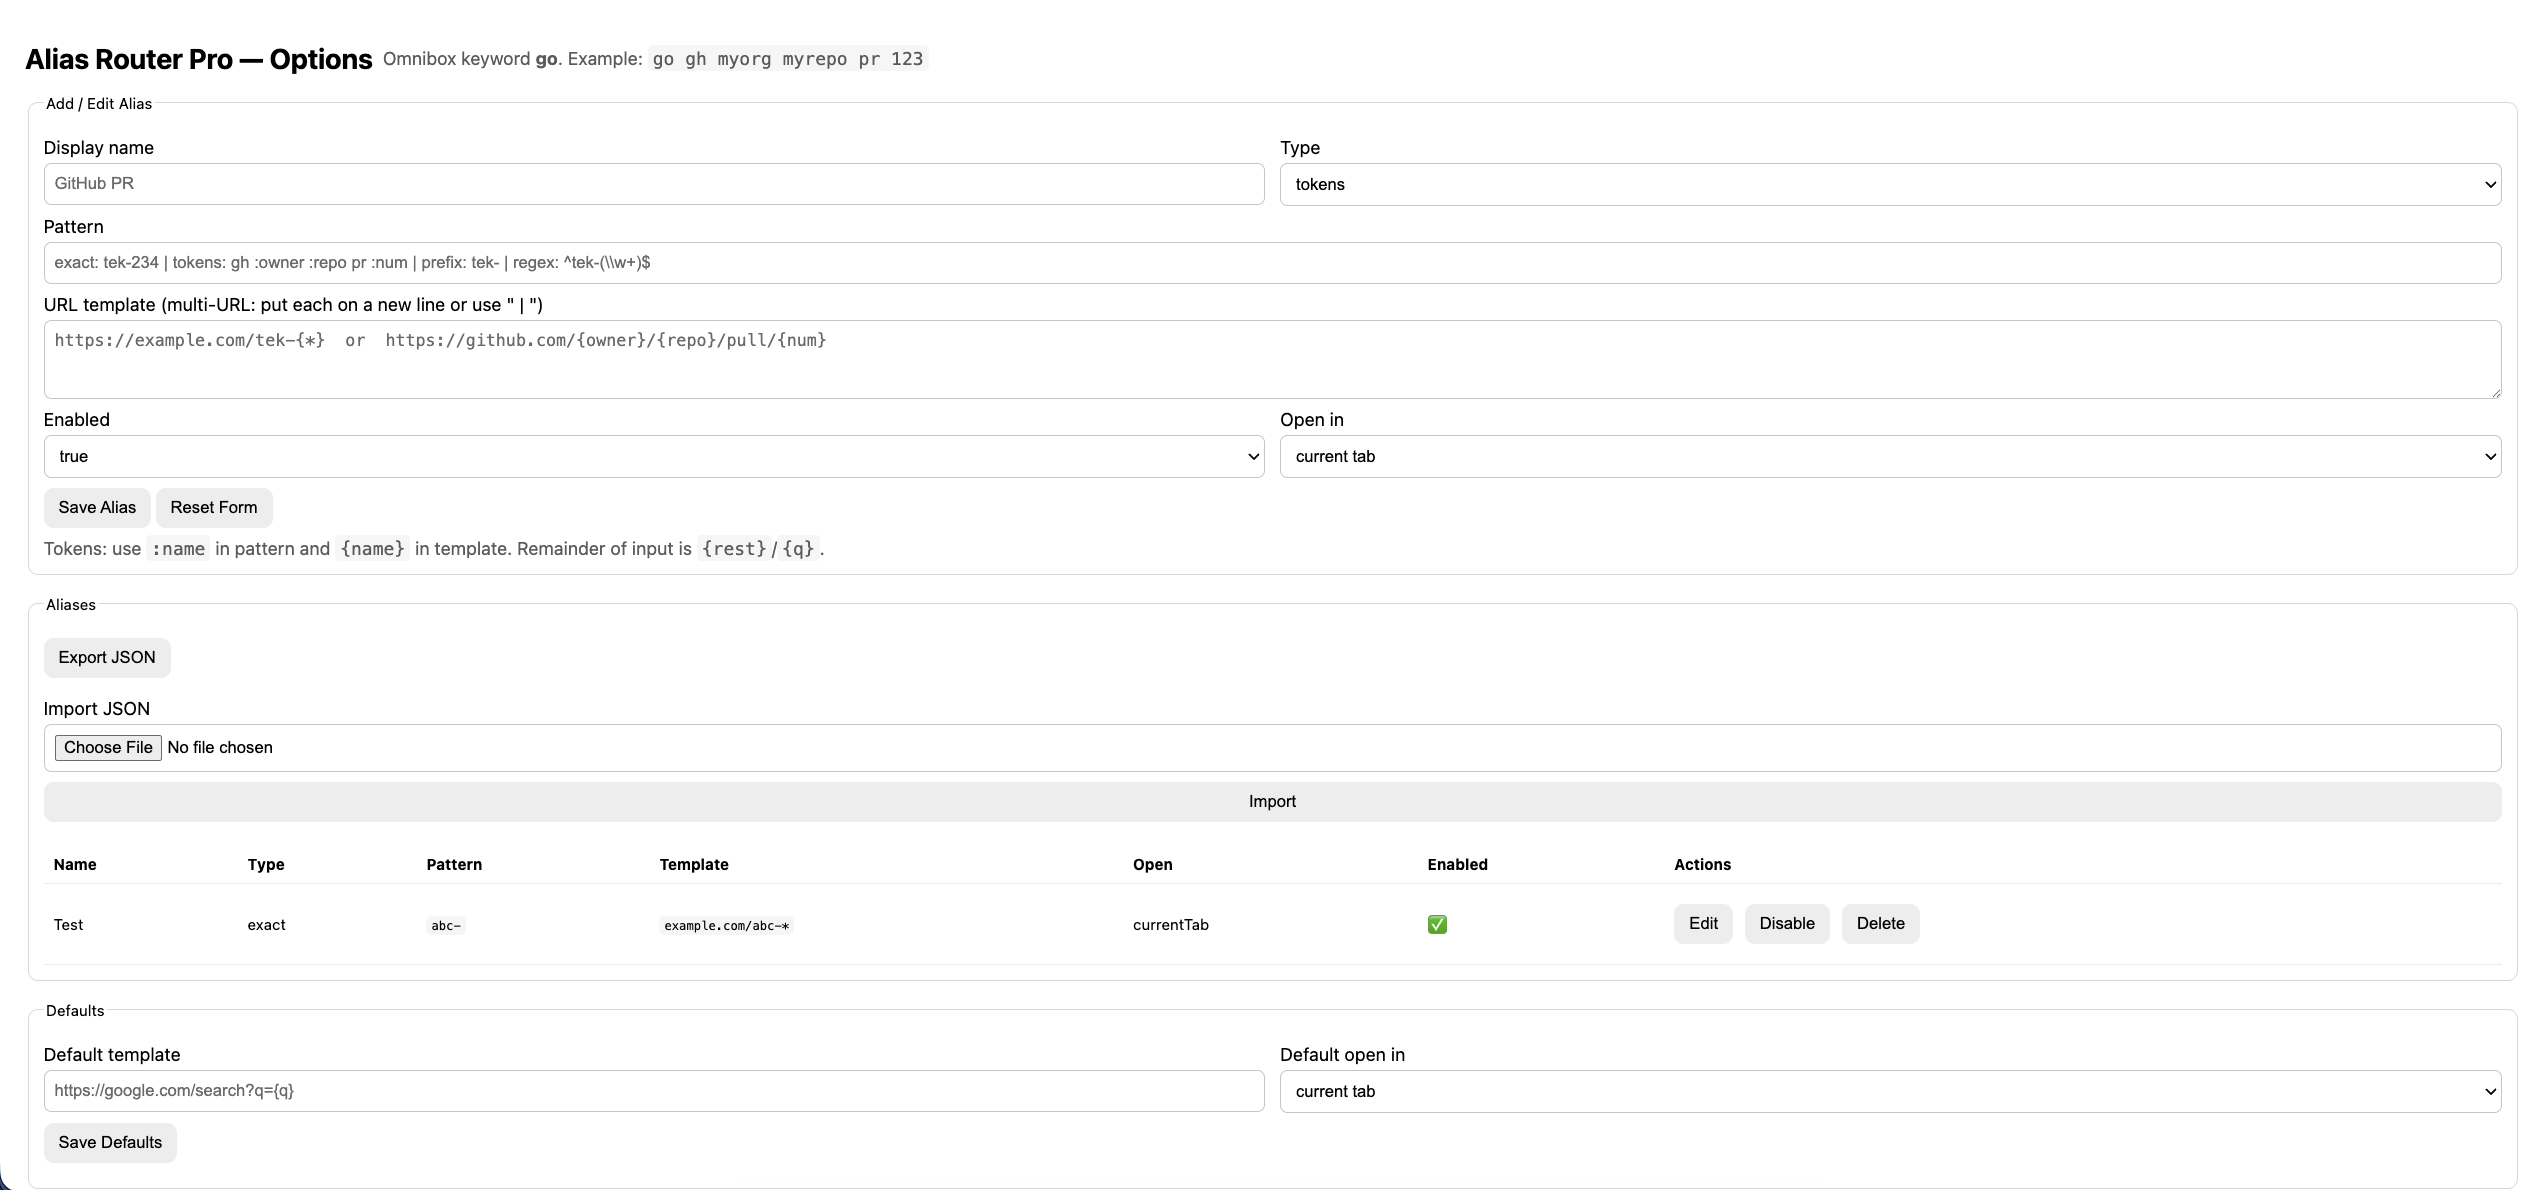 Alias Router Pro — Options Omnibox keyword go. Example: go gh myorg myrepo pr 123
Add / Edit Alias
Display name
GitHub PR
Type
tokens
Pattern
exact: tek-234 | tokens: gh :owner :repo pr :num | prefix: tek- | regex: ^tek-(\\w+)$
URL template (multi-URL: put each on a new line or use " | ")
https://example.com/tek-{*} or https://github.com/{owner}/{repo}/pull/{num}
Enabled
true
Open in
current tab
Save Alias Reset Form
Tokens: use :name in pattern and {name} in template. Remainder of input is {rest}/{q}.
Aliases
Export JSON
Import JSON
Choose File No file chosen
Import
Name Type Pattern Template Open Enabled Actions
Test exact abc- example.com/abc-* currentTab ✅ Edit Disable Delete
Defaults
Default template
https://google.com/search?q={q}
Default open in
current tab
Save Defaults